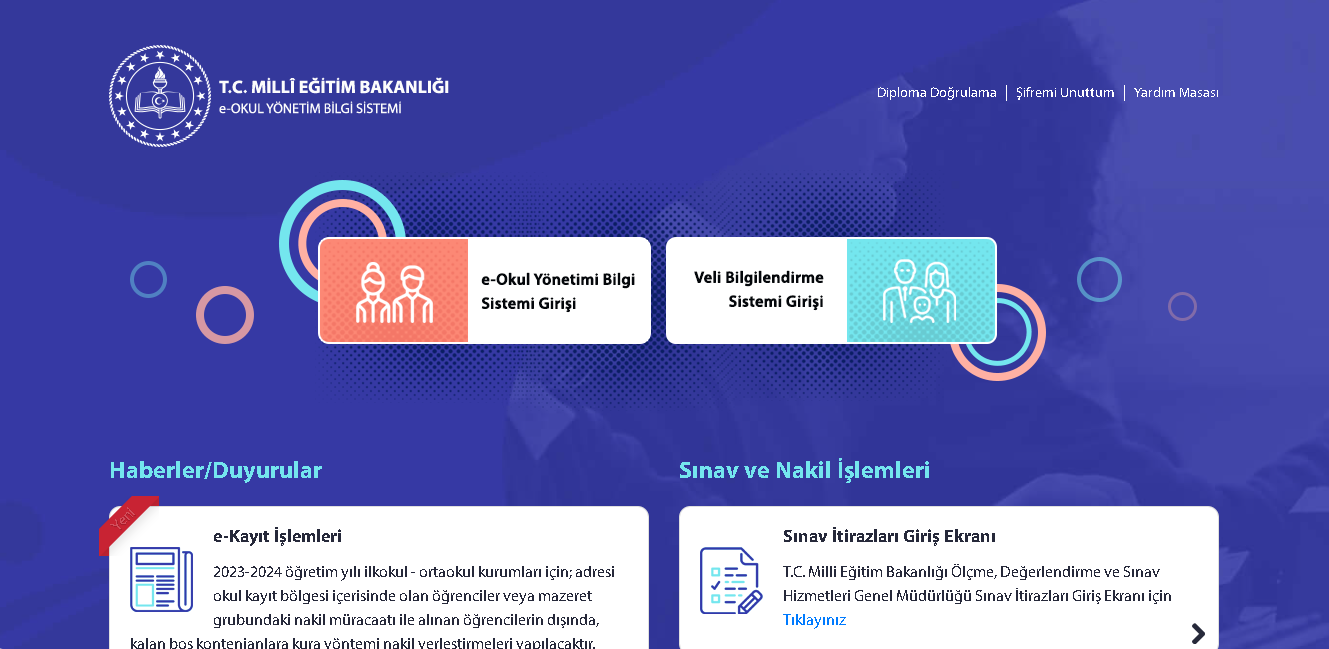 T.C. MİLLÎ EĞİTİM BAKANLIĞI
e-OKUL YÖNETİM BİLGİ SİSTEMİ
Diploma Doğrulama
Şifremi Unuttum
Yardım Masası
e-Okul Yönetimi Bilgi
Sistemi Girişi
Veli Bilgilendirme
Sistemi Girişi
Haberler/Duyurular
Yeni
e-Kayıt İşlemleri
2023-2024 öğretim yılı ilkokul - ortaokul kurumları için; adresi
okul kayıt bölgesi içerisinde olan öğrenciler veya mazeret
grubundaki nakil müracaatı ile alınan öğrencilerin dışında,
kalan boş kontenjanlara kura yöntemi nakil yerleştirmeleri yapılacaktır.
Sınav ve Nakil İşlemleri
Sınav İtirazları Giriş Ekranı
T.C. Milli Eğitim Bakanlığı Ölçme, Değerlendirme ve Sınav
Hizmetleri Genel Müdürlüğü Sınav İtirazları Giriş Ekranı için
Tıklayınız